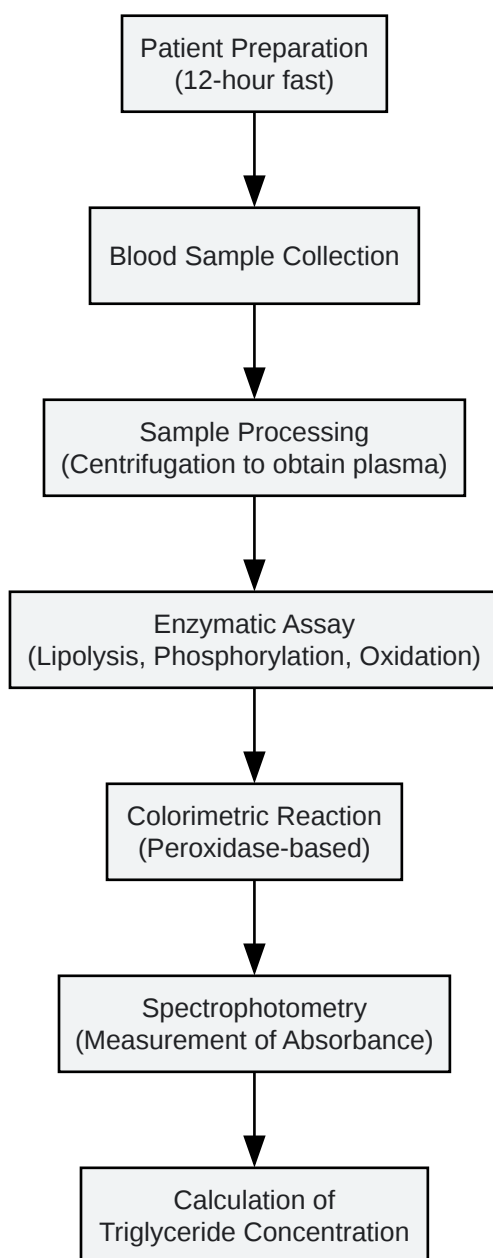 Patient Preparation
(12-hour fast)
Blood Sample Collection
Sample Processing
(Centrifugation to obtain plasma)
Enzymatic Assay
(Lipolysis, Phosphorylation, Oxidation)
Colorimetric Reaction
(Peroxidase-based)
Spectrophotometry
(Measurement of Absorbance)
Calculation of
Triglyceride Concentration